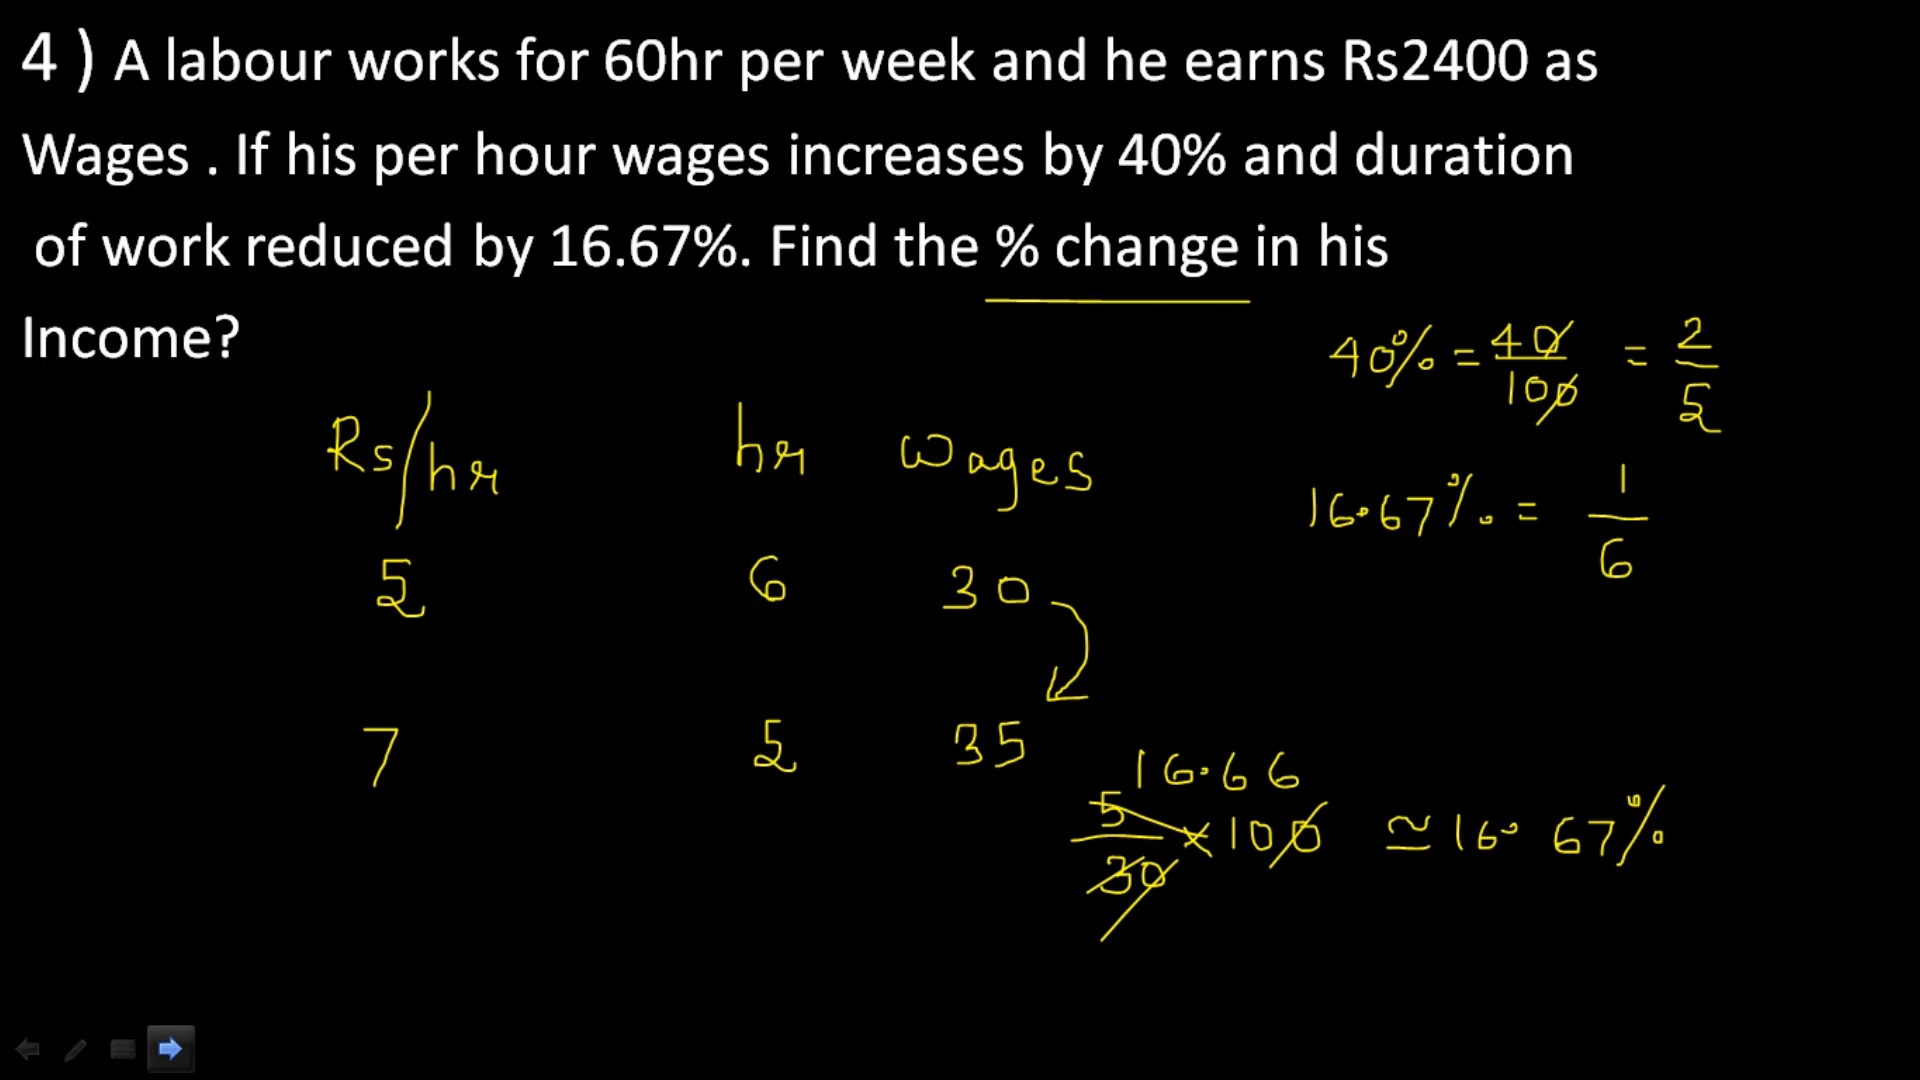 4 ) A labour works for 60hr per week and he earns Rs2400 as
Wages . If his per hour wages increases by 40% and duration
of work reduced by 16.67%. Find the % change in his
Income?
40% = 40/100 = 2/5
Rs/hr hr wages
16.67% = 1/6
5 6 30
7 5 35
16.66
5/30 × 100 ≃ 16.67%